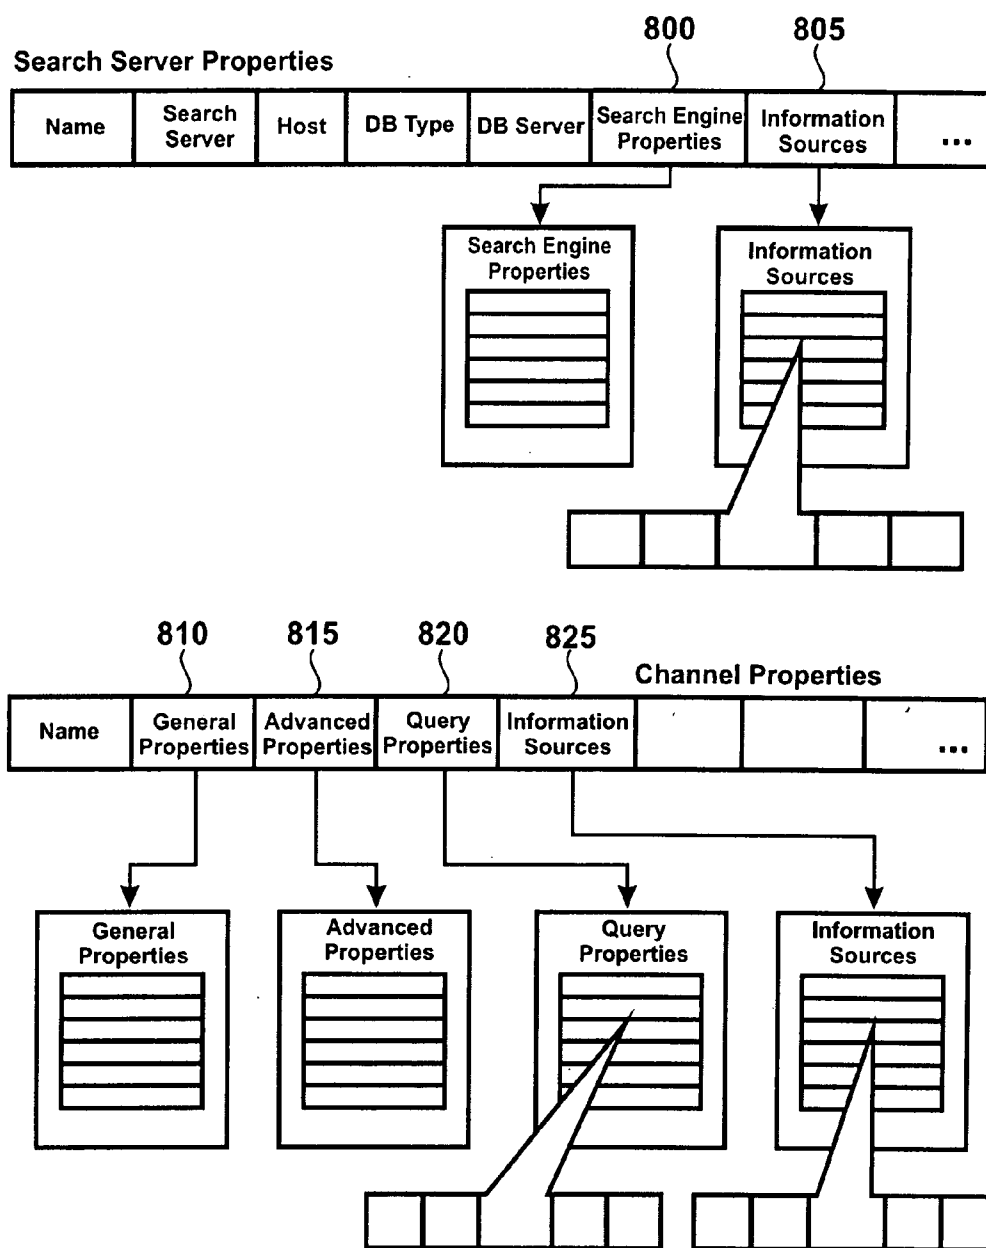 800
805
Search Server Properties
Name
Search
Server
Host
DB Type
DB Server
Search Engine
Properties
Information
Sources
...
Search Engine
Properties
Information
Sources
810
815
820
825
Channel Properties
Name
General
Properties
Advanced
Properties
Query
Properties
Information
Sources
...
General
Properties
Advanced
Properties
Query
Properties
Information
Sources